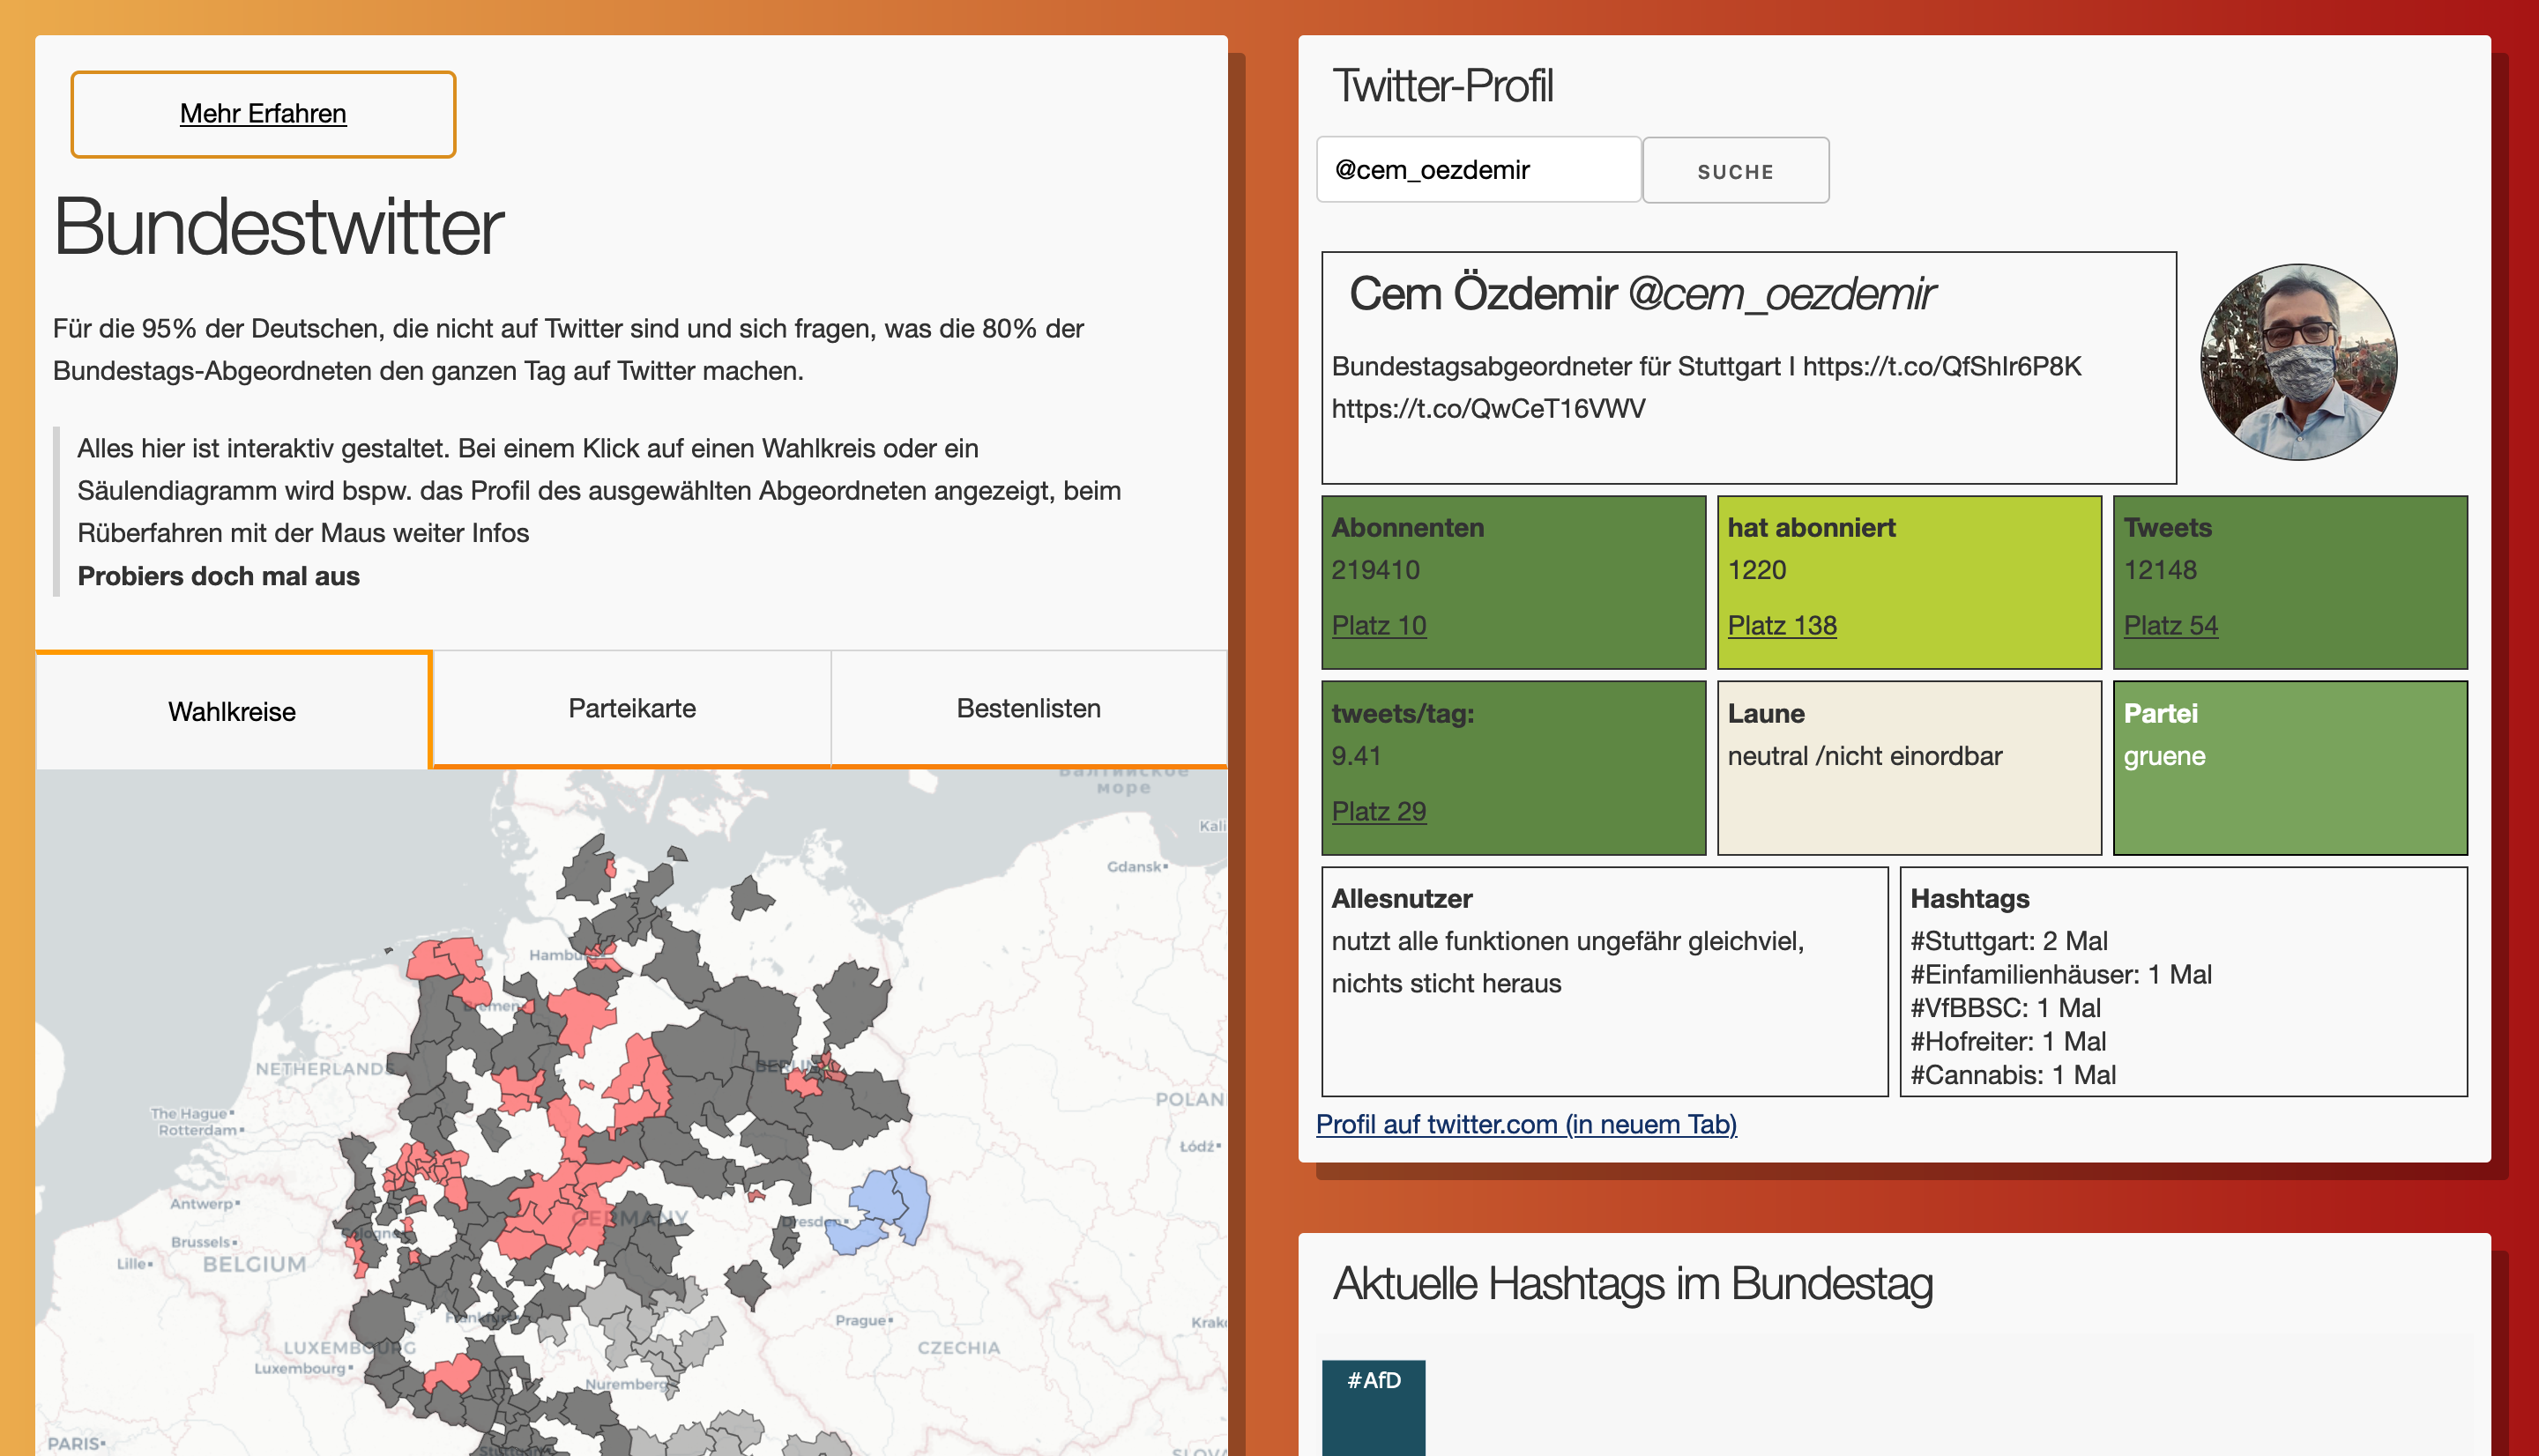 Mehr Erfahren
Bundestwitter
Für die 95% der Deutschen, die nicht auf Twitter sind und sich fragen, was die 80% der
Bundestags-Abgeordneten den ganzen Tag auf Twitter machen.
Alles hier ist interaktiv gestaltet. Bei einem Klick auf einen Wahlkreis oder ein
Säulendiagramm wird bspw. das Profil des ausgewählten Abgeordneten angezeigt, beim
Rüberfahren mit der Maus weiter Infos
Probiers doch mal aus
Wahlkreise
Parteikarte
Bestenlisten
Балтийское
море
Kali
Gdansk
Hamburg
Bremen
NETHERLANDS
BERLIN
The Hague
Rotterdam
POLAN
Łódź
Antwerp
GERMANY
Dresden
Brussels
Cologne
Lille
BELGIUM
Frankfurt
Prague
Krako
LUXEMBOURG
Luxembourg
CZECHIA
Nuremberg
PARIS
Stuttgart
SLOVA
Twitter-Profil
@cem_oezdemir
SUCHE
Cem Özdemir @cem_oezdemir
Bundestagsabgeordneter für Stuttgart I https://t.co/QfShIr6P8K
https://t.co/QwCeT16VWV
Abonnenten
219410
Platz 10
hat abonniert
1220
Platz 138
Tweets
12148
Platz 54
tweets/tag:
9.41
Platz 29
Laune
neutral /nicht einordbar
Partei
gruene
Allesnutzer
nutzt alle funktionen ungefähr gleichviel,
nichts sticht heraus
Hashtags
#Stuttgart: 2 Mal
#Einfamilienhäuser: 1 Mal
#VfBBSC: 1 Mal
#Hofreiter: 1 Mal
#Cannabis: 1 Mal
Profil auf twitter.com (in neuem Tab)
Aktuelle Hashtags im Bundestag
#AfD